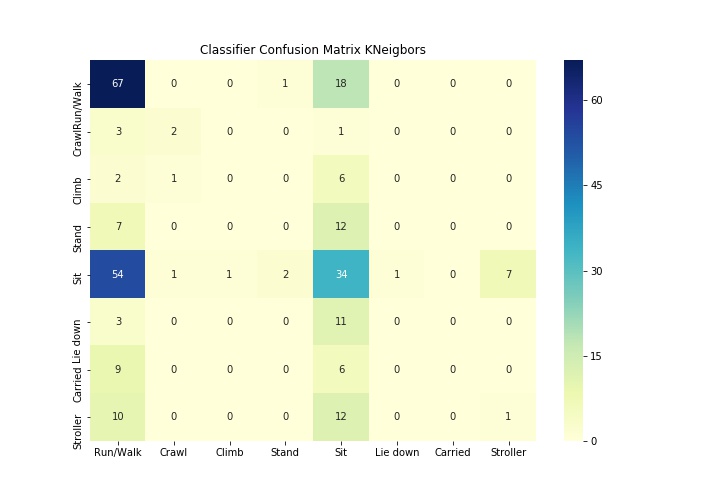 Classifier Confusion Matrix KNeigbors
Run/Walk 67 0 0 1 18 0 0 0
Crawl 3 2 0 0 1 0 0 0
Climb 2 1 0 0 6 0 0 0
Stand 7 0 0 0 12 0 0 0
Sit 54 1 1 2 34 1 0 7
Lie down 3 0 0 0 11 0 0 0
Carried 9 0 0 0 6 0 0 0
Stroller 10 0 0 0 12 0 0 1
Run/Walk Crawl Climb Stand Sit Lie down Carried Stroller
60
45
30
15
0